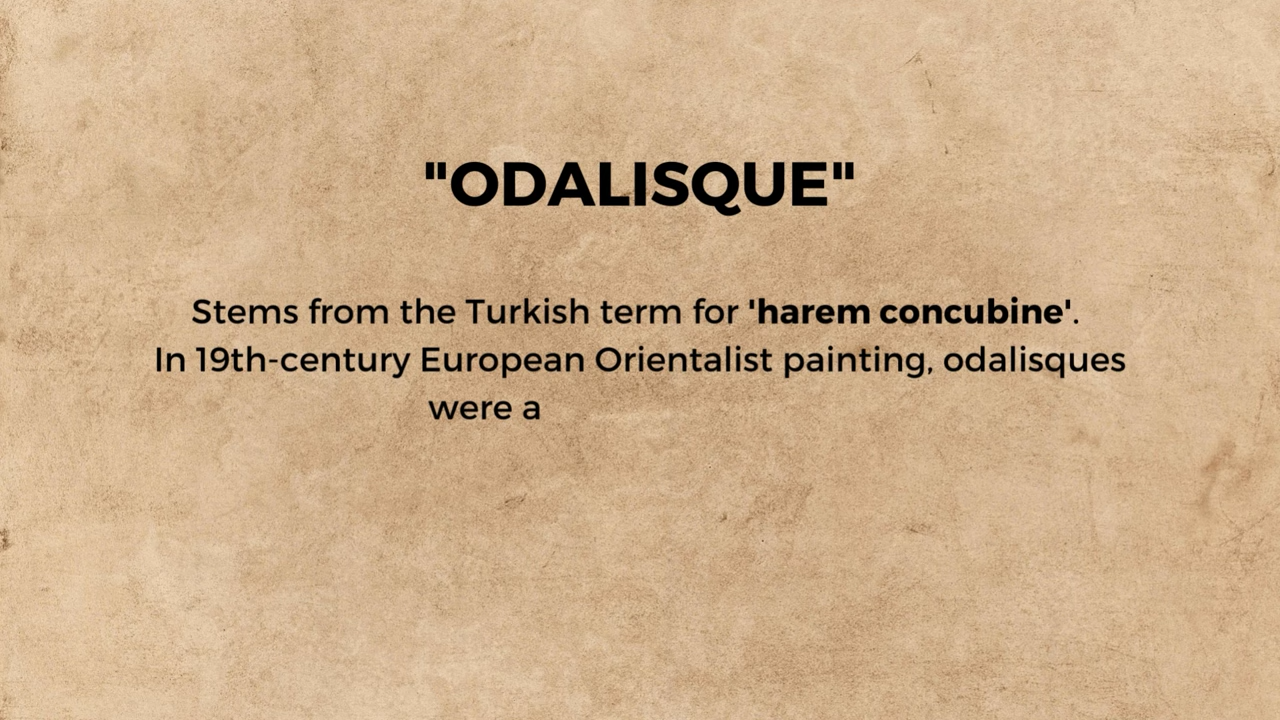 "ODALISQUE"
Stems from the Turkish term for 'harem concubine'.
In 19th-century European Orientalist painting, odalisques
were a